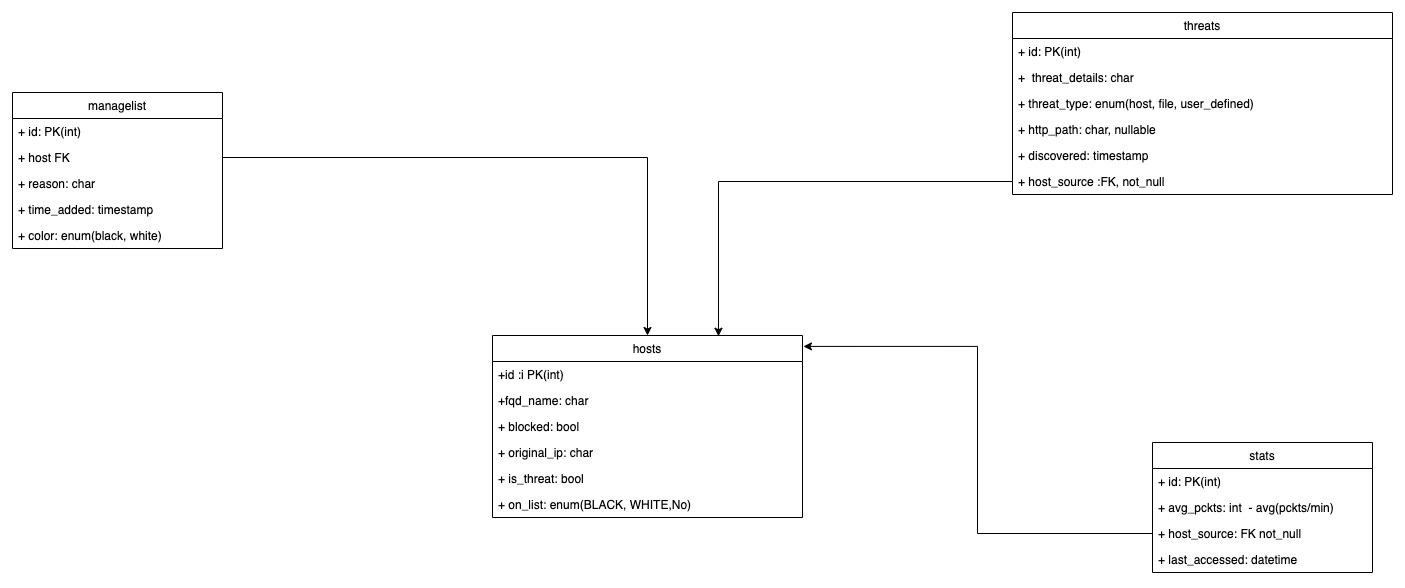 managelist
+ id: PK(int)
+ host FK
+ reason: char
+ time_added: timestamp
+ color: enum(black, white)
threats
+ id: PK(int)
+ threat_details: char
+ threat_type: enum(host, file, user_defined)
+ http_path: char, nullable
+ discovered: timestamp
+ host_source :FK, not_null
hosts
+id :i PK(int)
+fqd_name: char
+ blocked: bool
+ original_ip: char
+ is_threat: bool
+ on_list: enum(BLACK, WHITE,No)
stats
+ id: PK(int)
+ avg_pckts: int - avg(pckts/min)
+ host_source: FK not_null
+ last_accessed: datetime